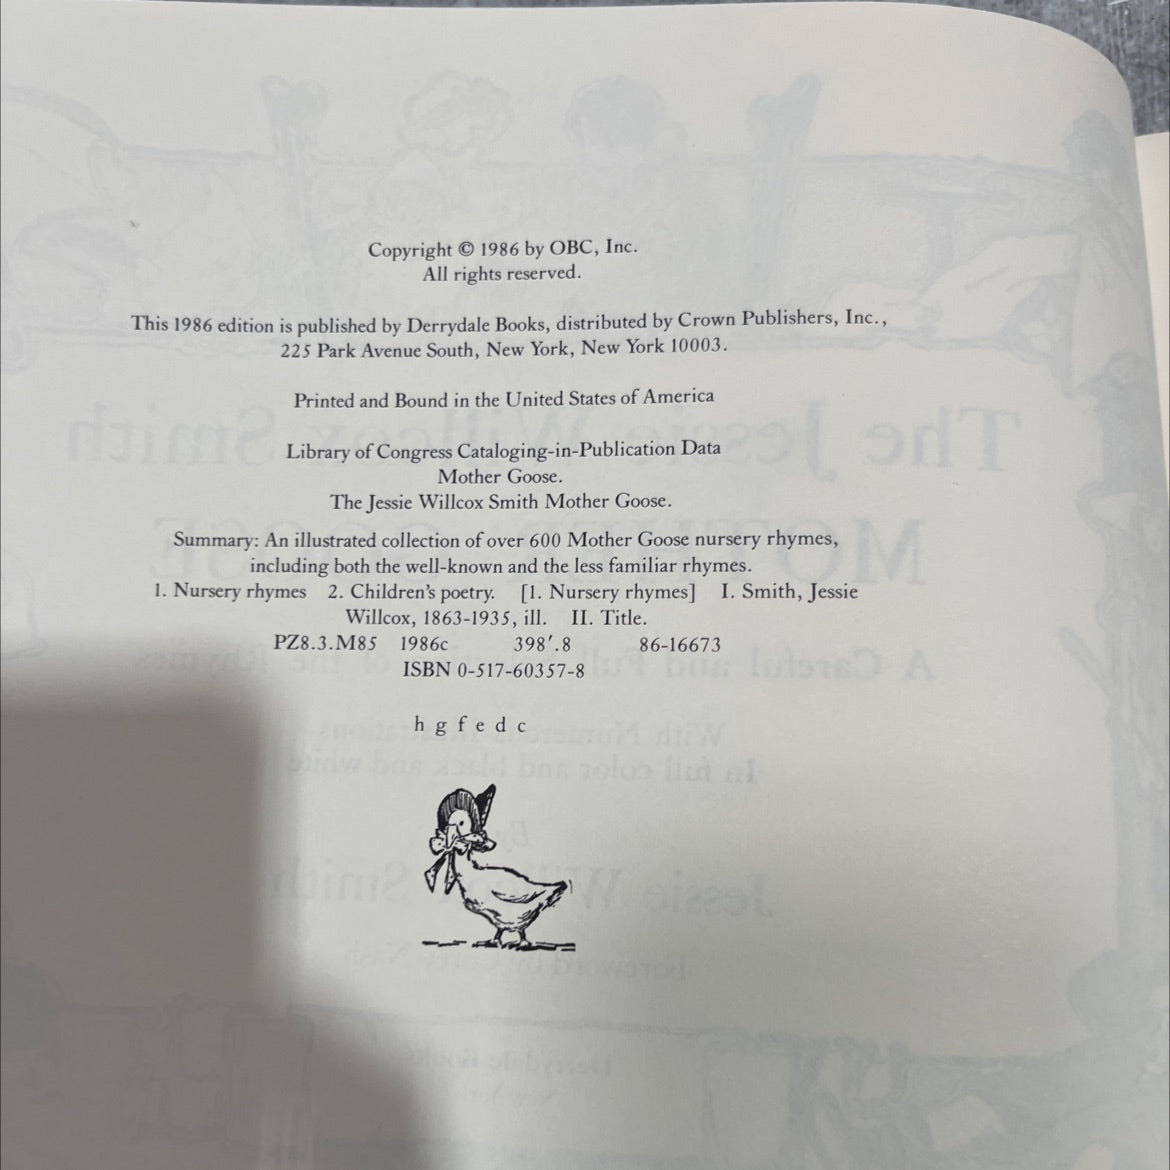 Copyright © 1986 by OBC, Inc.
All rights reserved.
This 1986 edition is published by Derrydale Books, distributed by Crown Publishers, Inc.,
225 Park Avenue South, New York, New York 10003.
Printed and Bound in the United States of America
Library of Congress Cataloging-in-Publication Data
Mother Goose.
The Jessie Willcox Smith Mother Goose.
Summary: An illustrated collection of over 600 Mother Goose nursery rhymes,
including both the well-known and the less familiar rhymes.
1. Nursery rhymes 2. Children's poetry. [1. Nursery rhymes] I. Smith, Jessie
Willcox, 1863-1935, ill. II. Title.
PZ8.3.M85 1986c 398′.8 86-16673
ISBN 0-517-60357-8
h g f e d c